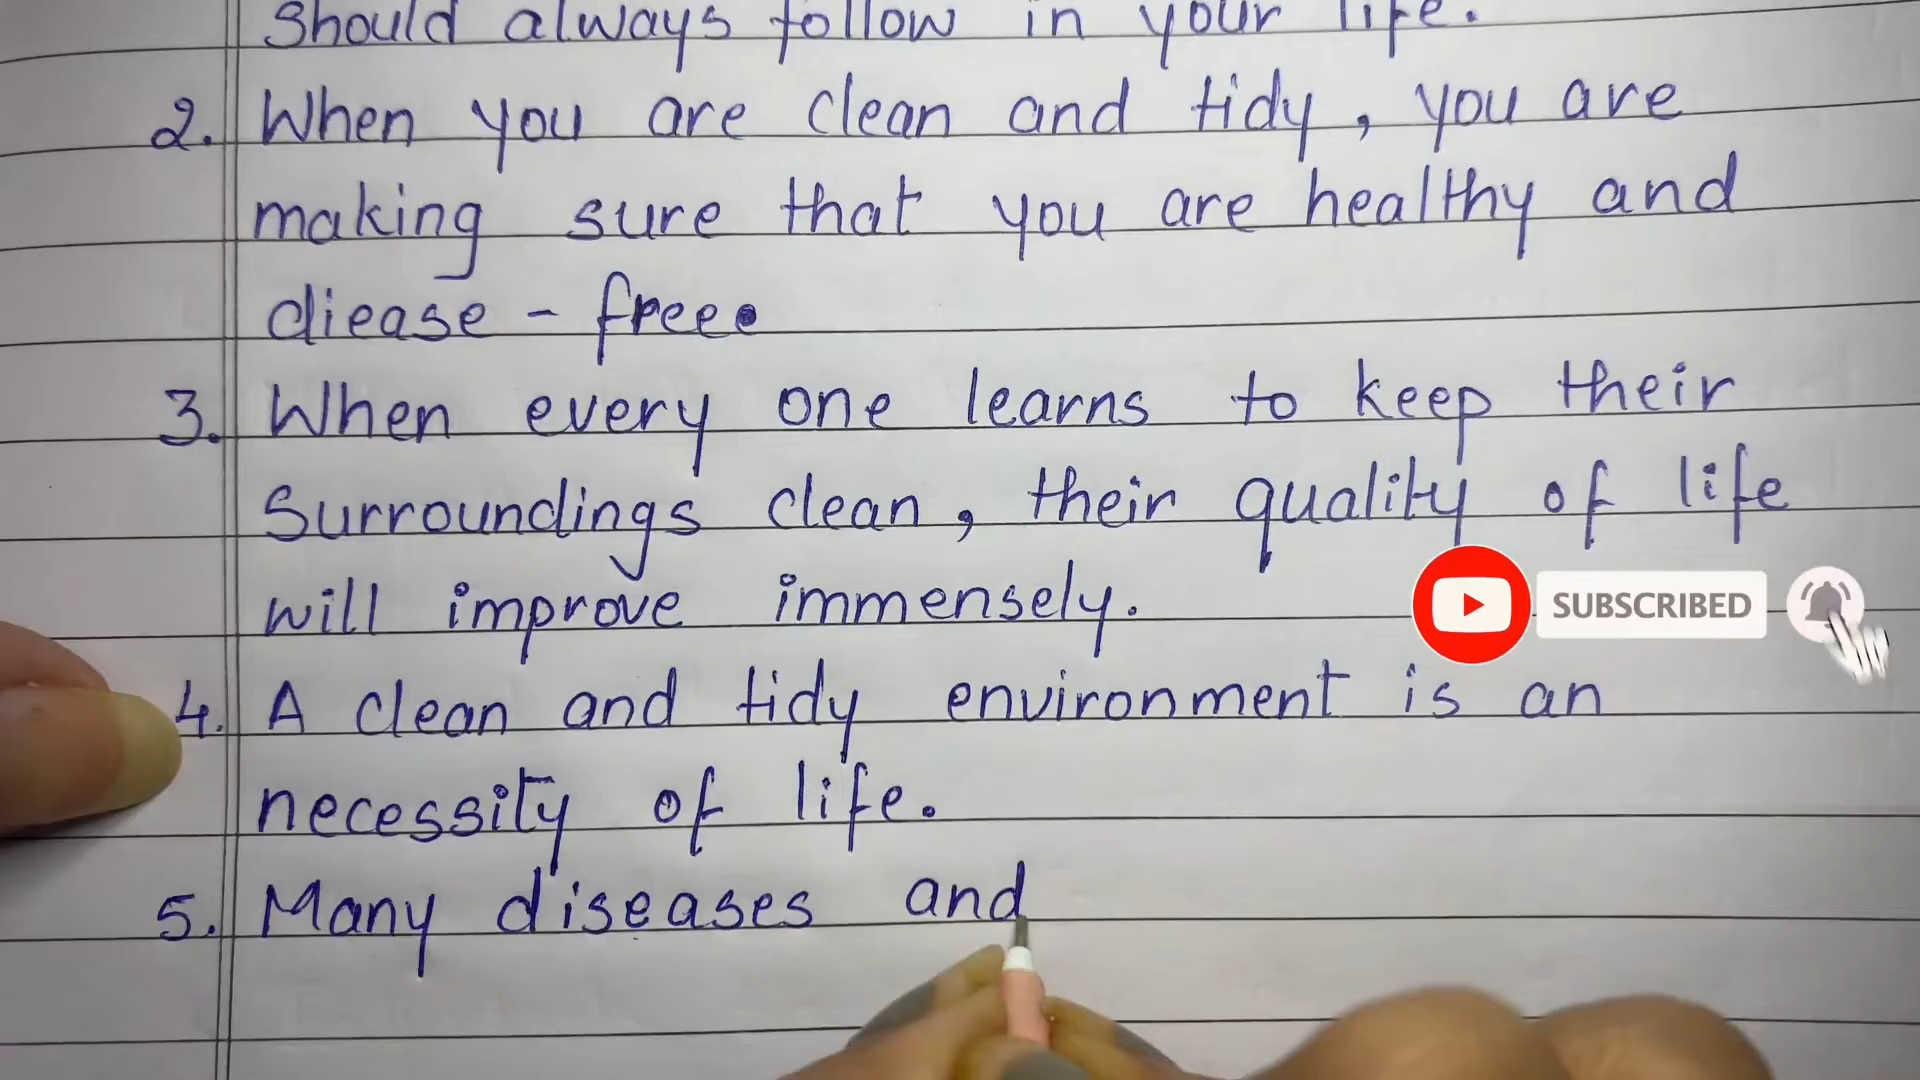 Should always follow in your life.
2. When you are clean and tidy, you are
making sure that you are healthy and
diease - free.
3. When every one learns to keep their
Surroundings clean, their quality of life
will improve immensely.
SUBSCRIBED
4. A clean and tidy environment is an
necessity of life.
5. Many diseases and